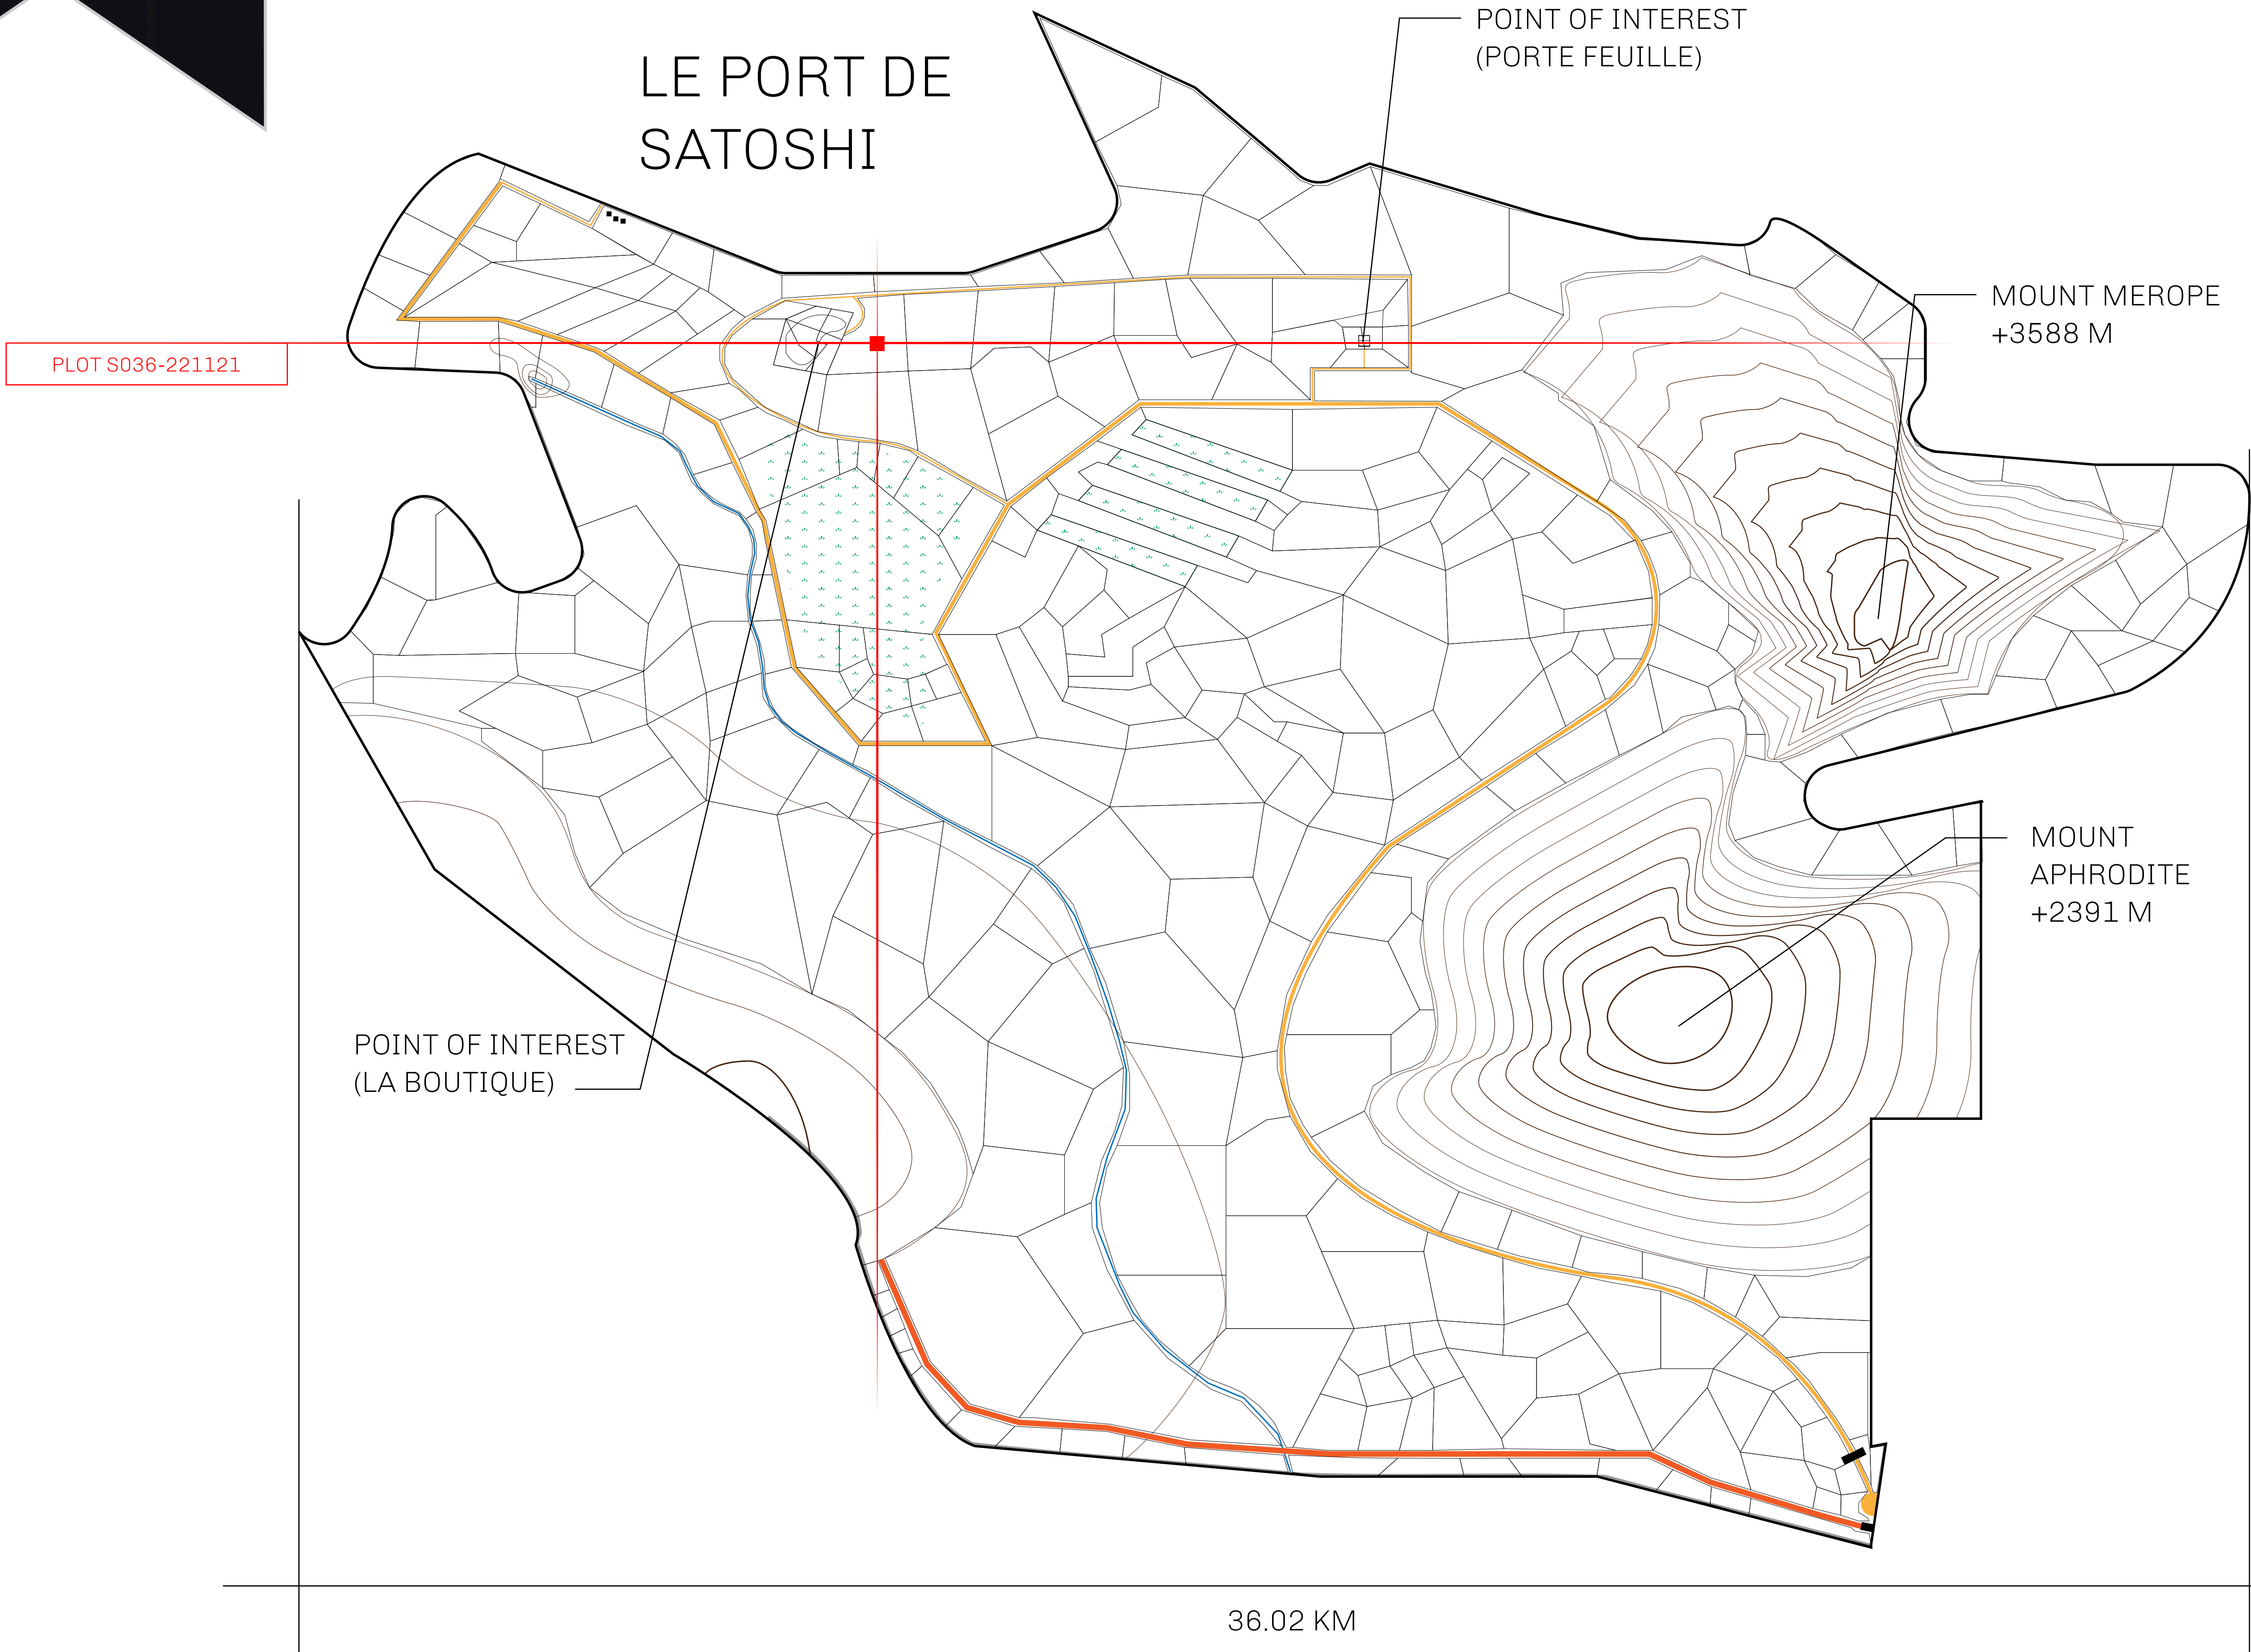 POINT OF INTEREST
(PORTE FEUILLE)
LE PORT DE
SATOSHI
MOUNT MEROPE
+3588 M
PLOT S036-221121
MOUNT
APHRODITE
+2391 M
POINT OF INTEREST
(LA BOUTIQUE)
36.02 KM